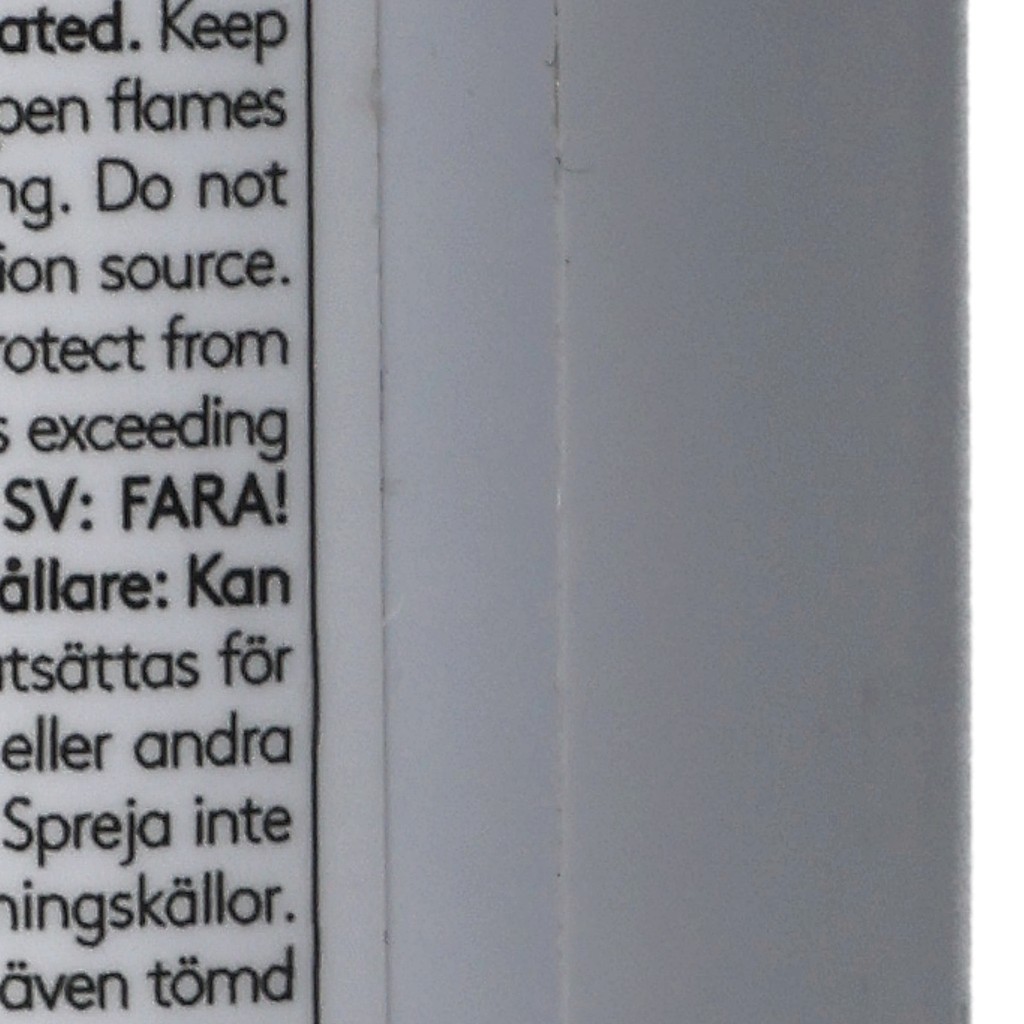 ated. Keep
pen flames
ng. Do not
ion source.
rotect from
s exceeding
SV: FARA!
ållare: Kan
utsättas för
eller andra
Spreja inte
ningskällor.
även tömd